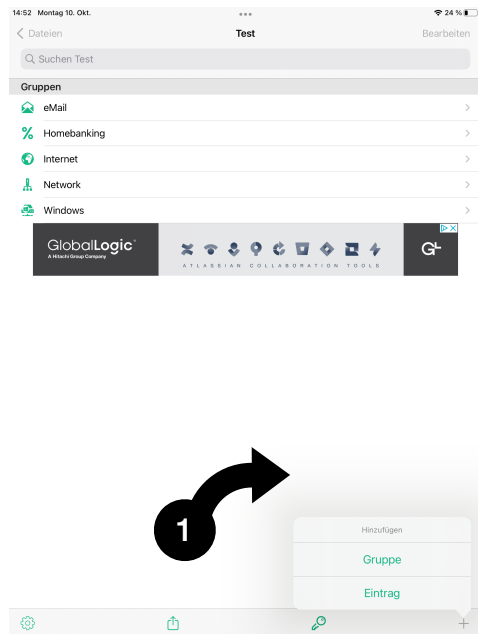 14:52 Montag 10. Okt. 24 %
Dateien Test Bearbeiten
Suchen Test
Gruppen
eMail
Homebanking
Internet
Network
Windows
GlobalLogic
A Hitachi Group Company
ATLASSIAN COLLABORATION TOOLS
GL
1
Hinzufügen
Gruppe
Eintrag